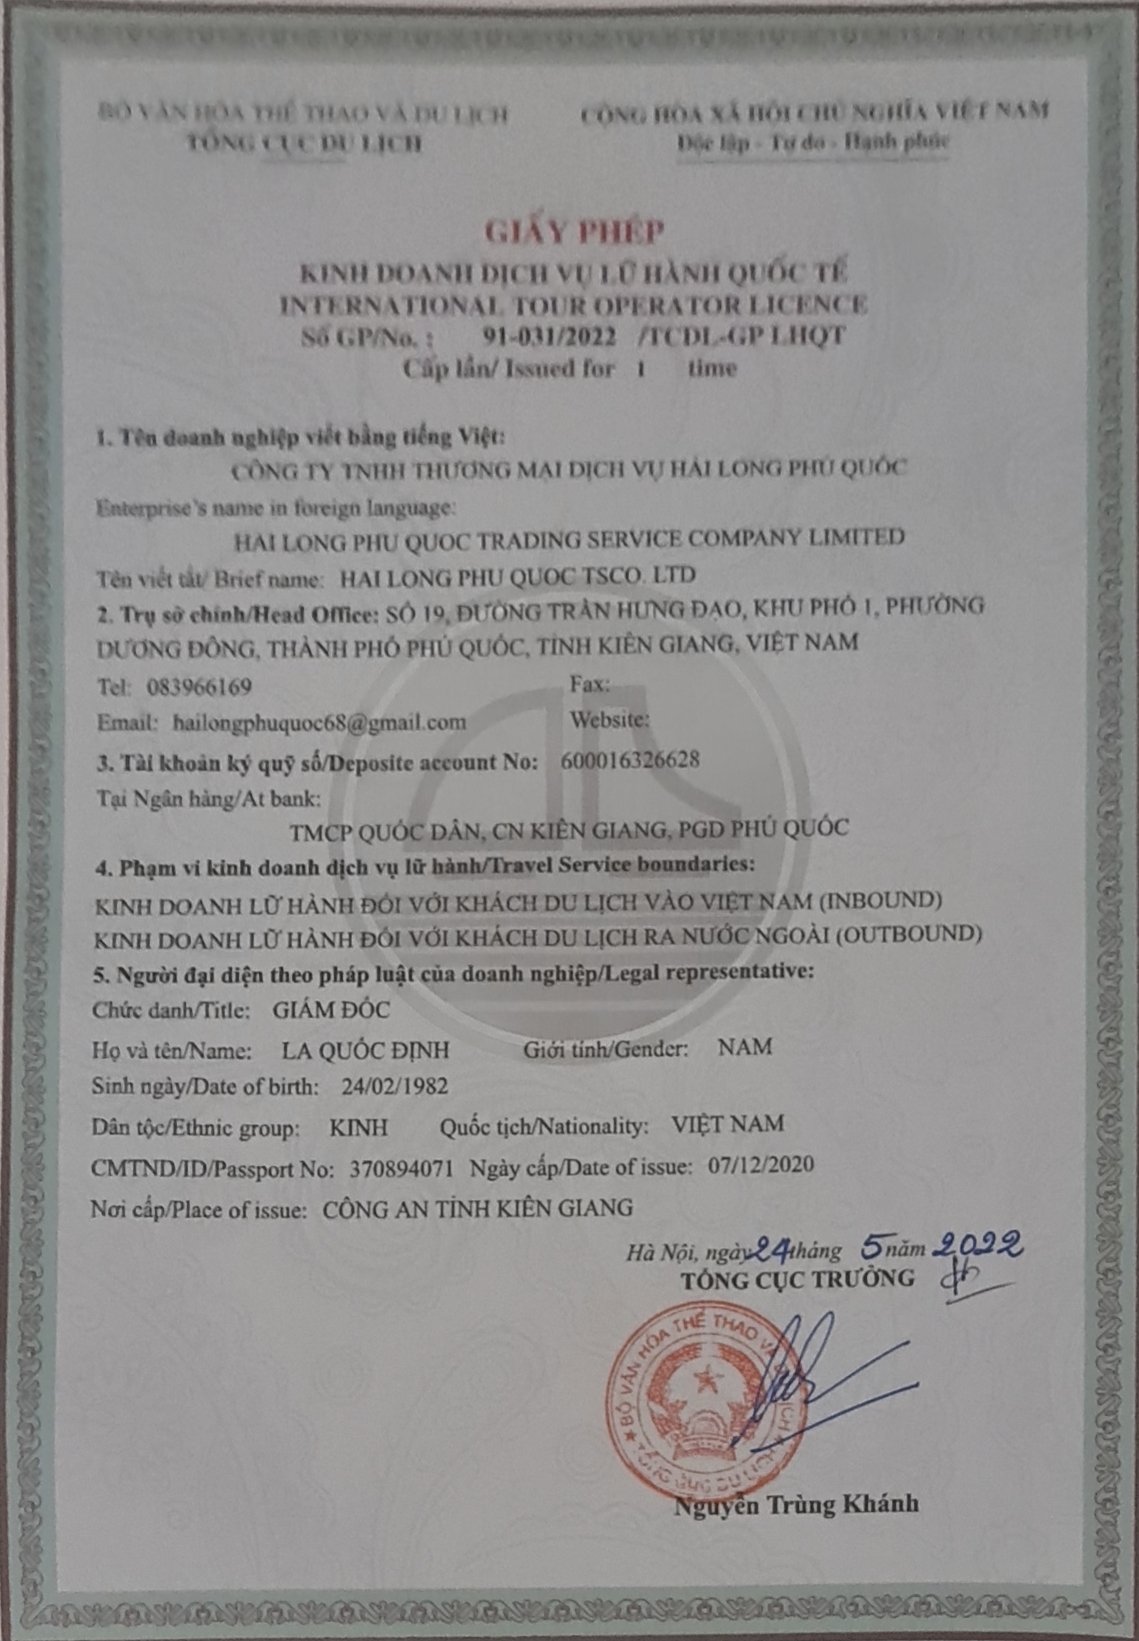 BỘ VĂN HÓA THỂ THAO VÀ DU LỊCH
TỔNG CỤC DU LỊCH
CỘNG HÒA XÃ HỘI CHỦ NGHĨA VIỆT NAM
Độc lập - Tự do - Hạnh phúc
GIẤY PHÉP
KINH DOANH DỊCH VỤ LỮ HÀNH QUỐC TẾ
INTERNATIONAL TOUR OPERATOR LICENCE
Số GP/No. : 91-031/2022 /TCDL-GP LHQT
Cấp lần/ Issued for 1 time
1. Tên doanh nghiệp viết bằng tiếng Việt:
CÔNG TY TNHH THƯƠNG MẠI DỊCH VỤ HẢI LONG PHÚ QUỐC
Enterprise's name in foreign language:
HAI LONG PHU QUOC TRADING SERVICE COMPANY LIMITED
Tên viết tắt/ Brief name: HAI LONG PHU QUOC TSCO. LTD
2. Trụ sở chính/Head Office: SỐ 19, ĐƯỜNG TRẦN HƯNG ĐẠO, KHU PHỐ 1, PHƯỜNG
DƯƠNG ĐÔNG, THÀNH PHỐ PHÚ QUỐC, TỈNH KIÊN GIANG, VIỆT NAM
Tel: 083966169 Fax:
Email: hailongphuquoc68@gmail.com Website:
3. Tài khoản ký quỹ số/Deposite account No: 600016326628
Tại Ngân hàng/At bank:
TMCP QUỐC DÂN, CN KIÊN GIANG, PGD PHÚ QUỐC
4. Phạm vi kinh doanh dịch vụ lữ hành/Travel Service boundaries:
KINH DOANH LỮ HÀNH ĐỐI VỚI KHÁCH DU LỊCH VÀO VIỆT NAM (INBOUND)
KINH DOANH LỮ HÀNH ĐỐI VỚI KHÁCH DU LỊCH RA NƯỚC NGOÀI (OUTBOUND)
5. Người đại diện theo pháp luật của doanh nghiệp/Legal representative:
Chức danh/Title: GIÁM ĐỐC
Họ và tên/Name: LA QUỐC ĐỊNH Giới tính/Gender: NAM
Sinh ngày/Date of birth: 24/02/1982
Dân tộc/Ethnic group: KINH Quốc tịch/Nationality: VIỆT NAM
CMTND/ID/Passport No: 370894071 Ngày cấp/Date of issue: 07/12/2020
Nơi cấp/Place of issue: CÔNG AN TỈNH KIÊN GIANG
Hà Nội, ngày 24 tháng 5 năm 2022
TỔNG CỤC TRƯỞNG
BỘ VĂN HÓA THỂ THAO VÀ DU LỊCH
TỔNG CỤC DU LỊCH
Nguyễn Trùng Khánh